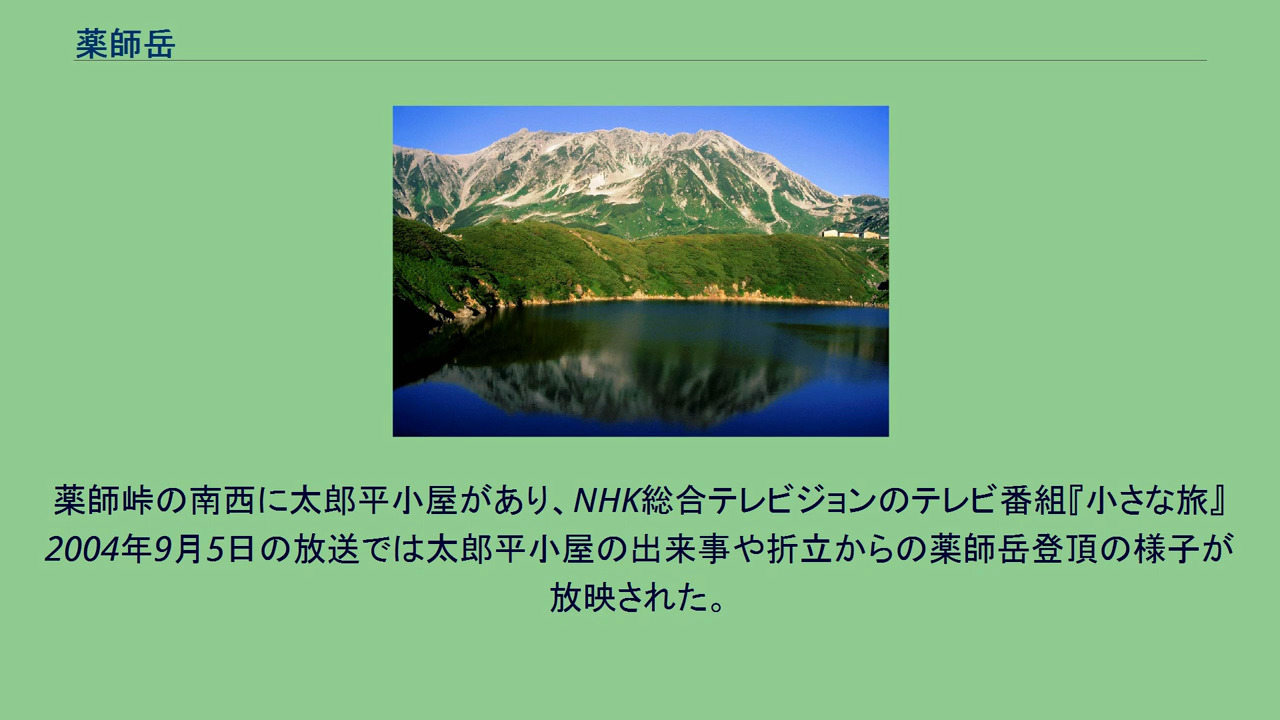 薬師岳
薬師峠の南西に太郎平小屋があり、NHK総合テレビジョンのテレビ番組『小さな旅』
2004年9月5日の放送では太郎平小屋の出来事や折立からの薬師岳登頂の様子が
放映された。